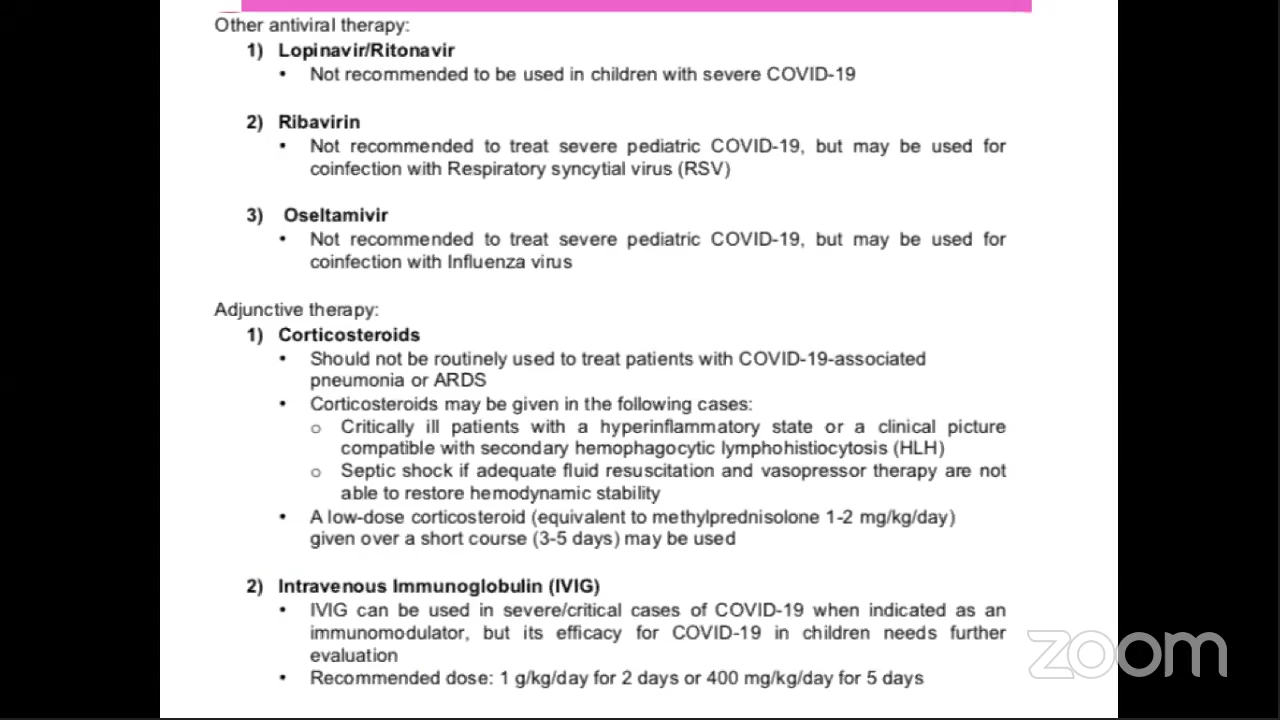 Other antiviral therapy:
1) Lopinavir/Ritonavir
• Not recommended to be used in children with severe COVID-19
2) Ribavirin
• Not recommended to treat severe pediatric COVID-19, but may be used for
coinfection with Respiratory syncytial virus (RSV)
3) Oseltamivir
• Not recommended to treat severe pediatric COVID-19, but may be used for
coinfection with Influenza virus
Adjunctive therapy:
1) Corticosteroids
• Should not be routinely used to treat patients with COVID-19-associated
pneumonia or ARDS
• Corticosteroids may be given in the following cases:
o Critically ill patients with a hyperinflammatory state or a clinical picture
compatible with secondary hemophagocytic lymphohistiocytosis (HLH)
o Septic shock if adequate fluid resuscitation and vasopressor therapy are not
able to restore hemodynamic stability
• A low-dose corticosteroid (equivalent to methylprednisolone 1-2 mg/kg/day)
given over a short course (3-5 days) may be used
2) Intravenous Immunoglobulin (IVIG)
• IVIG can be used in severe/critical cases of COVID-19 when indicated as an
immunomodulator, but its efficacy for COVID-19 in children needs further
evaluation
• Recommended dose: 1 g/kg/day for 2 days or 400 mg/kg/day for 5 days
zoom